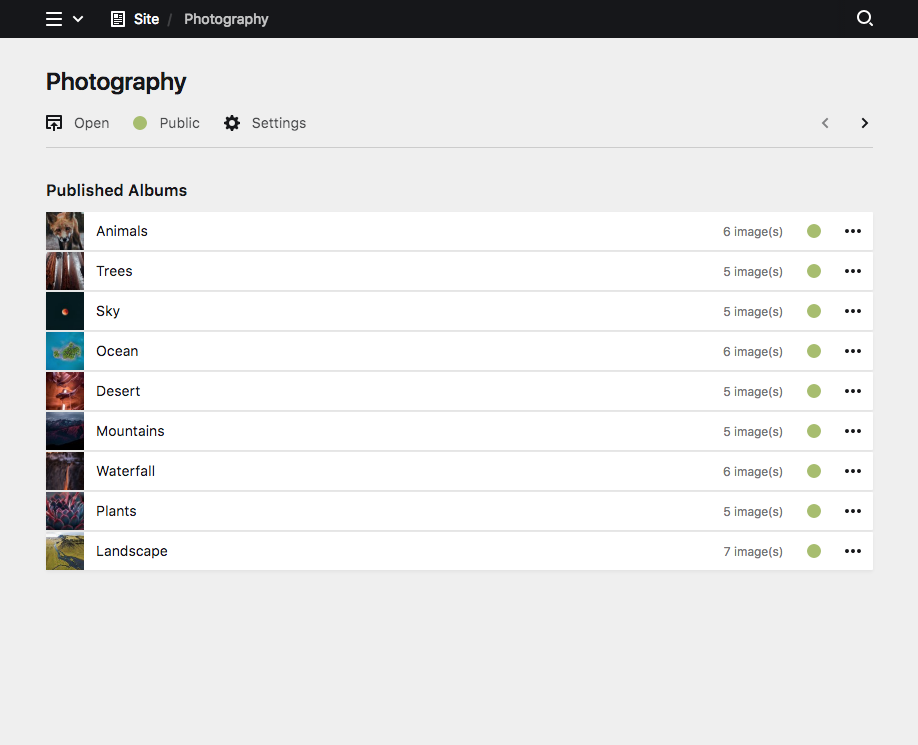 Site / Photography
Photography
Open Public Settings
Published Albums
Animals 6 image(s)
Trees 5 image(s)
Sky 5 image(s)
Ocean 6 image(s)
Desert 5 image(s)
Mountains 5 image(s)
Waterfall 6 image(s)
Plants 5 image(s)
Landscape 7 image(s)